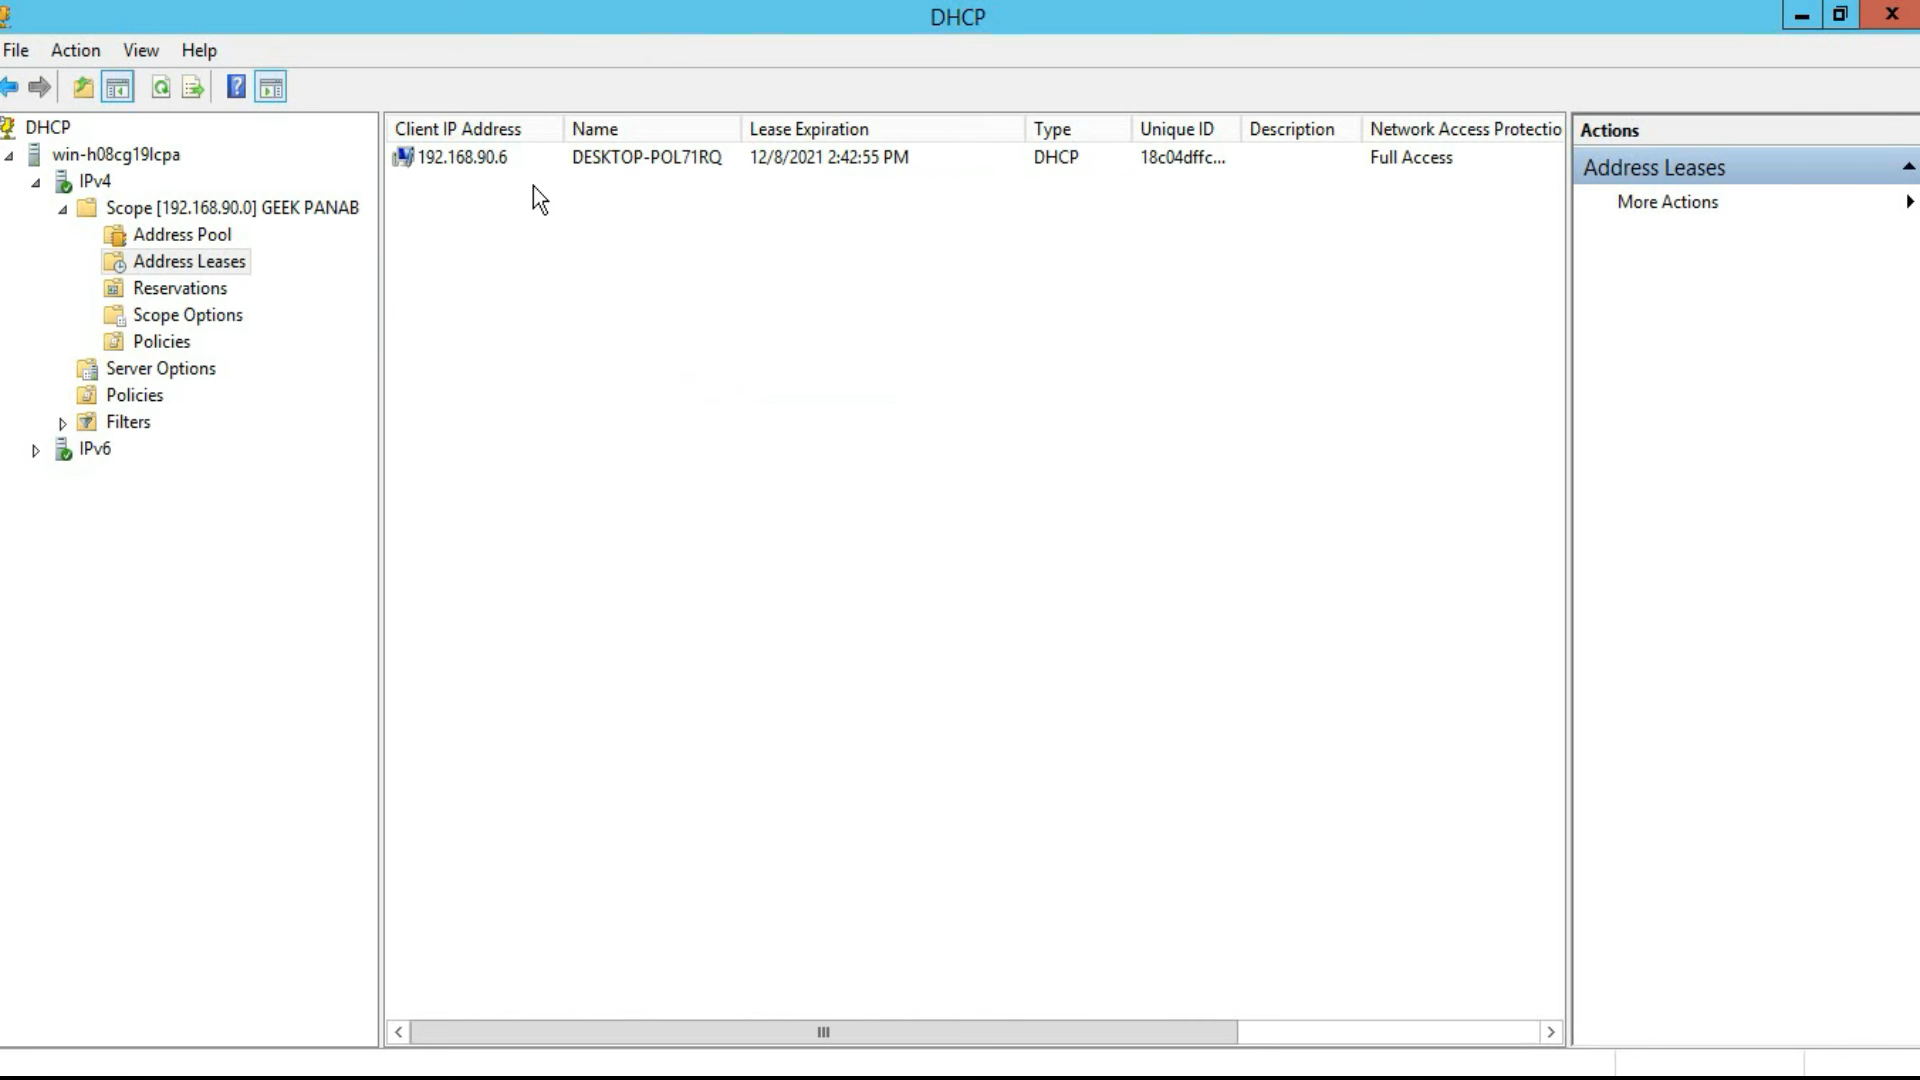 DHCP
File Action View Help
DHCP
win-h08cg19lcpa
IPv4
Scope [192.168.90.0] GEEK PANAB
Address Pool
Address Leases
Reservations
Scope Options
Policies
Server Options
Policies
Filters
IPv6
Client IP Address Name Lease Expiration Type Unique ID Description Network Access Protectio
192.168.90.6 DESKTOP-POL71RQ 12/8/2021 2:42:55 PM DHCP 18c04dffc... Full Access
Actions
Address Leases
More Actions